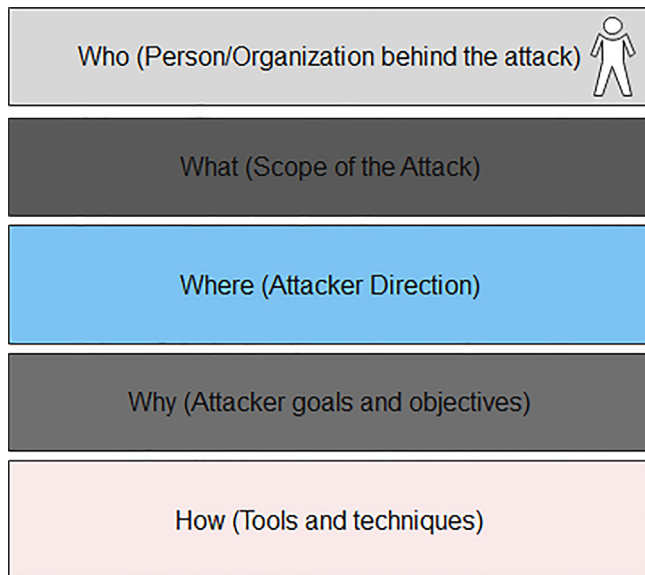 Who (Person/Organization behind the attack)
What (Scope of the Attack)
Where (Attacker Direction)
Why (Attacker goals and objectives)
How (Tools and techniques)